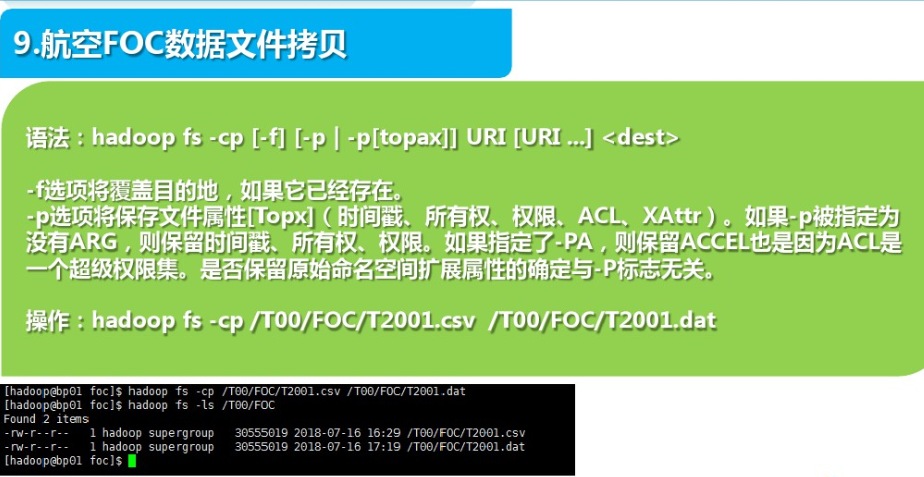 9.航空FOC数据文件拷贝
语法：hadoop fs -cp [-f] [-p | -p[topax]] URI [URI ...] <dest>
-f选项将覆盖目的地，如果它已经存在。
-p选项将保存文件属性[Topx]（时间戳、所有权、权限、ACL、XAttr）。如果-p被指定为
没有ARG，则保留时间戳、所有权、权限。如果指定了-PA，则保留ACCEL也是因为ACL是
一个超级权限集。是否保留原始命名空间扩展属性的确定与-P标志无关。
操作：hadoop fs -cp /T00/FOC/T2001.csv /T00/FOC/T2001.dat
[hadoop@bp01 foc]$ hadoop fs -cp /T00/FOC/T2001.csv /T00/FOC/T2001.dat
[hadoop@bp01 foc]$ hadoop fs -ls /T00/FOC
Found 2 items
-rw-r--r-- 1 hadoop supergroup 30555019 2018-07-16 16:29 /T00/FOC/T2001.csv
-rw-r--r-- 1 hadoop supergroup 30555019 2018-07-16 17:19 /T00/FOC/T2001.dat
[hadoop@bp01 foc]$